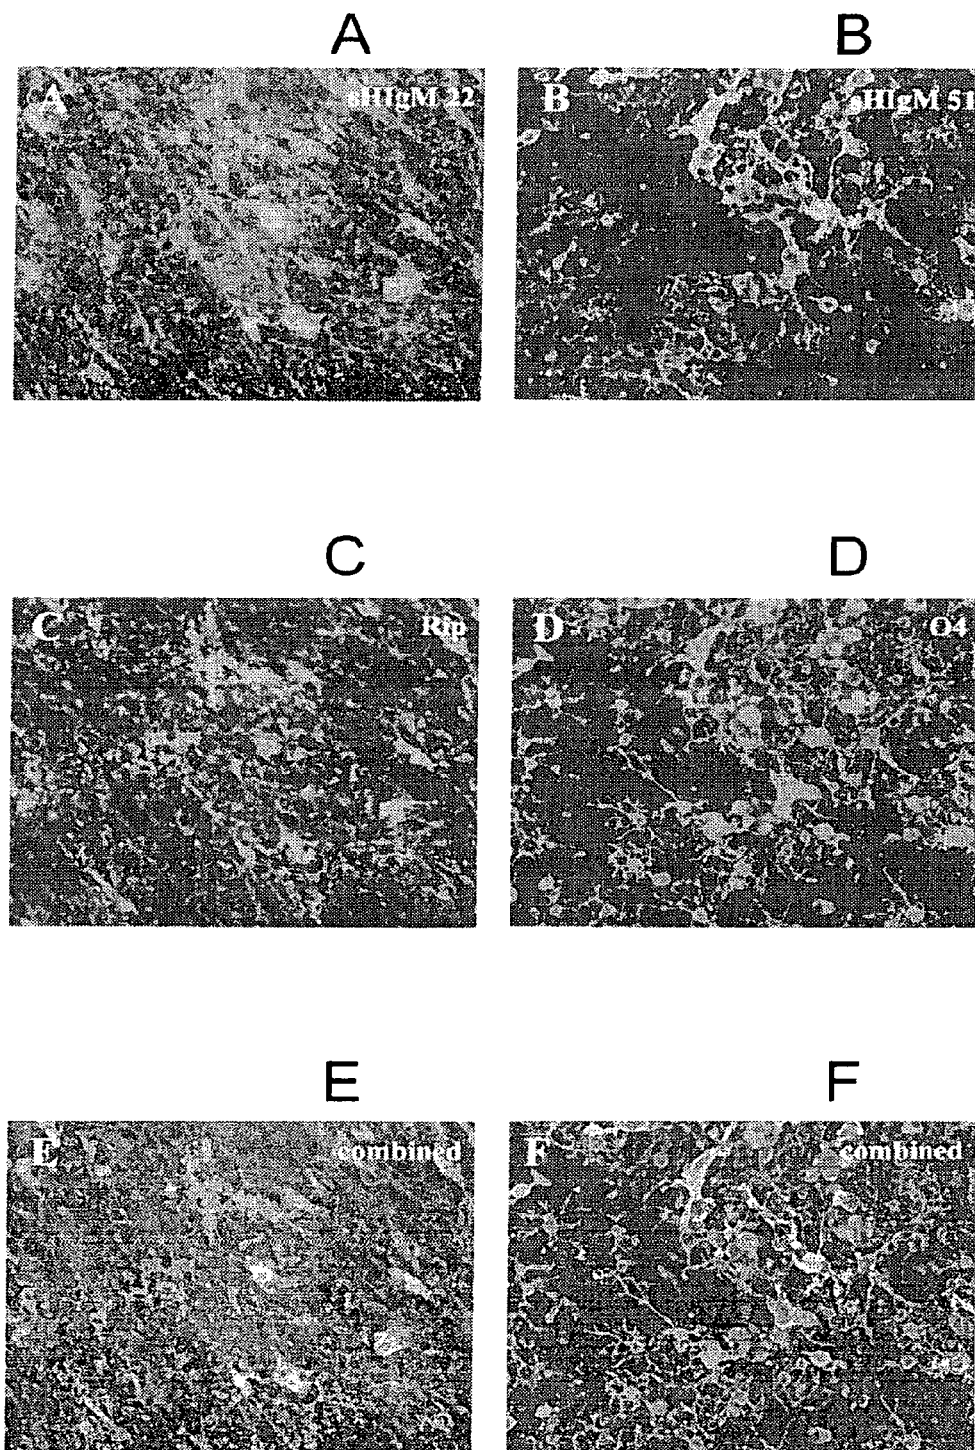 A B
A sHIgM 22
B sHIgM 51
C D
C Rip
D O4
E F
E combined
F combined